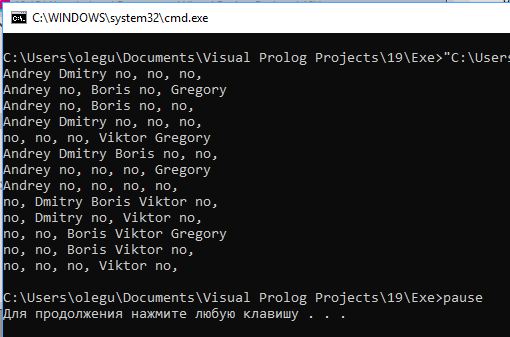 C:\WINDOWS\system32\cmd.exe
C:\Users\olegu\Documents\Visual Prolog Projects\19\Exe>"C:\Users
Andrey Dmitry no, no, no,
Andrey no, Boris no, Gregory
Andrey no, Boris no, no,
Andrey Dmitry no, no, no,
no, no, no, Viktor Gregory
Andrey Dmitry Boris no, no,
Andrey no, no, no, Gregory
Andrey no, no, no, no,
no, Dmitry Boris Viktor no,
no, Dmitry no, Viktor no,
no, no, Boris Viktor Gregory
no, no, Boris Viktor no,
no, no, no, Viktor no,
C:\Users\olegu\Documents\Visual Prolog Projects\19\Exe>pause
Для продолжения нажмите любую клавишу . . .